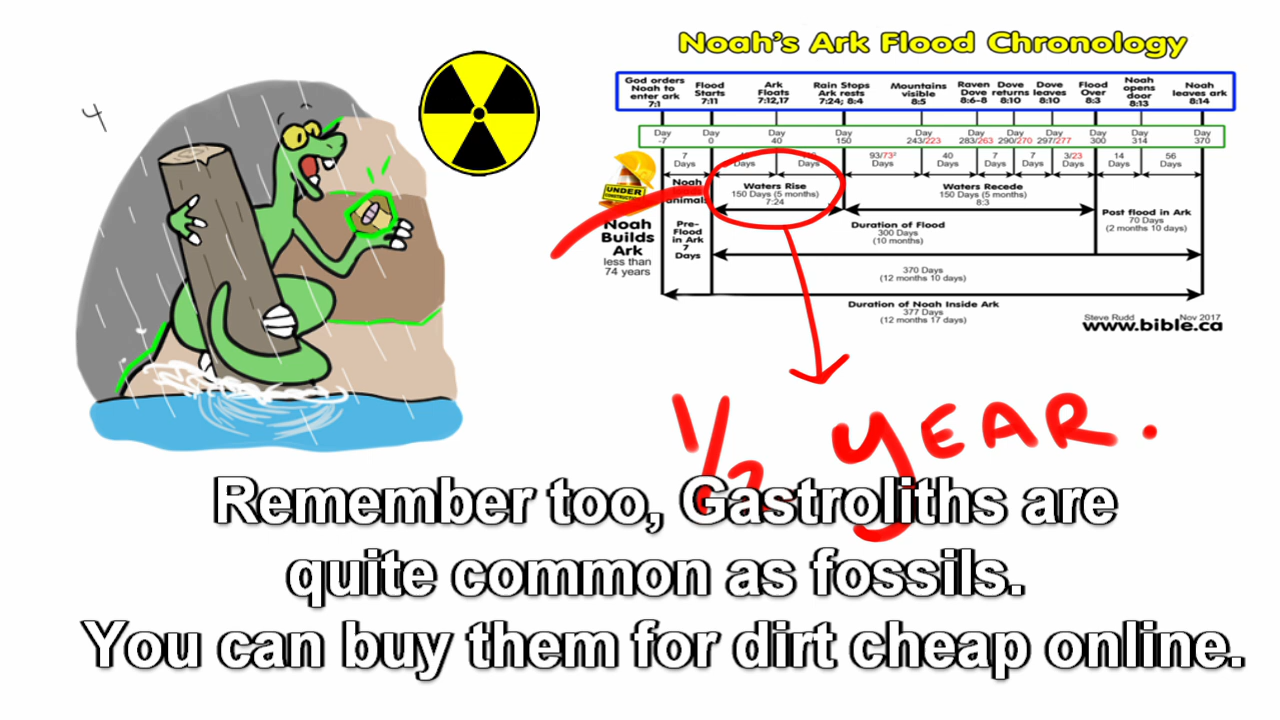 4
Noah's Ark Flood Chronology
God orders Noah to enter ark 7:1
Flood Starts 7:11
Ark Floats 7:12,17
Rain Stops Ark rests 7:24; 8:4
Mountains visible 8:5
Raven Dove 8:6-8
Dove returns 8:10
Dove leaves 8:10
Flood Over 8:3
Noah opens door 8:13
Noah leaves ark 8:14
Day -7
Day 0
Day 40
Day 150
Day 243/223
Day 283/263
Day 290/270
Day 297/277
Day 300
Day 314
Day 370
7 Days
Days
Days
93/73² Days
40 Days
7 Days
7 Days
3/23 Days
14 Days
56 Days
UNDER
Noah
animals
Waters Rise
150 Days (5 months)
7:24
Waters Recede
150 Days (5 months)
8:3
Post flood in Ark
70 Days
(2 months 10 days)
Noah
Builds
Ark
less than
74 years
Pre-
Flood
in Ark
7
Days
Duration of Flood
300 Days
(10 months)
370 Days
(12 months 10 days)
Duration of Noah Inside Ark
377 Days
(12 months 17 days)
Steve Rudd Nov 2017
www.bible.ca
1/2 YEAR.
Remember too, Gastroliths are
quite common as fossils.
You can buy them for dirt cheap online.